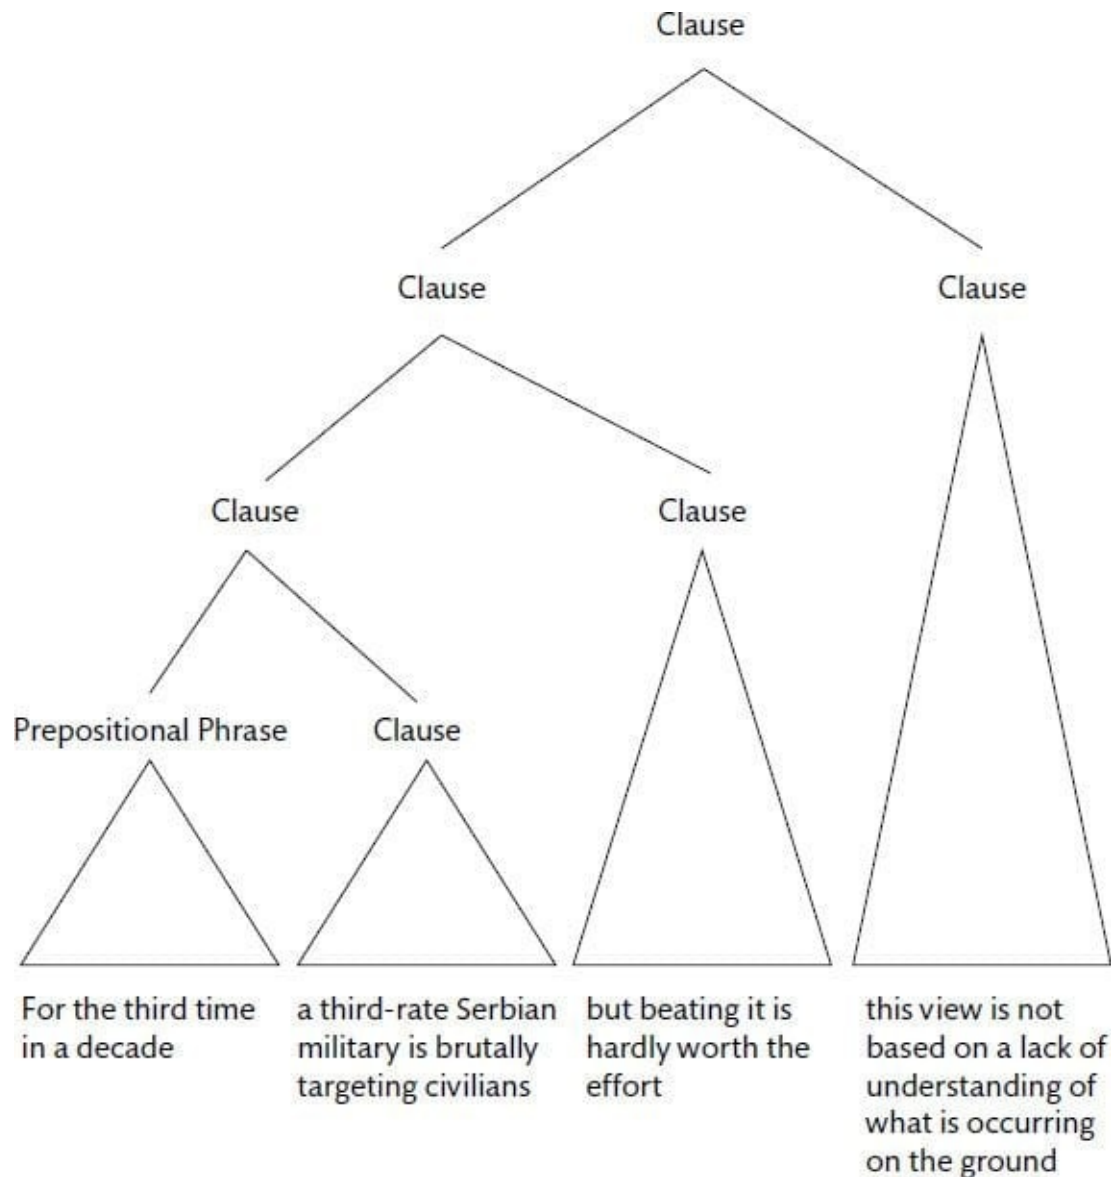 Clause
Clause
Clause
Clause
Clause
Prepositional Phrase
Clause
For the third time
in a decade
a third-rate Serbian
military is brutally
targeting civilians
but beating it is
hardly worth the
effort
this view is not
based on a lack of
understanding of
what is occurring
on the ground